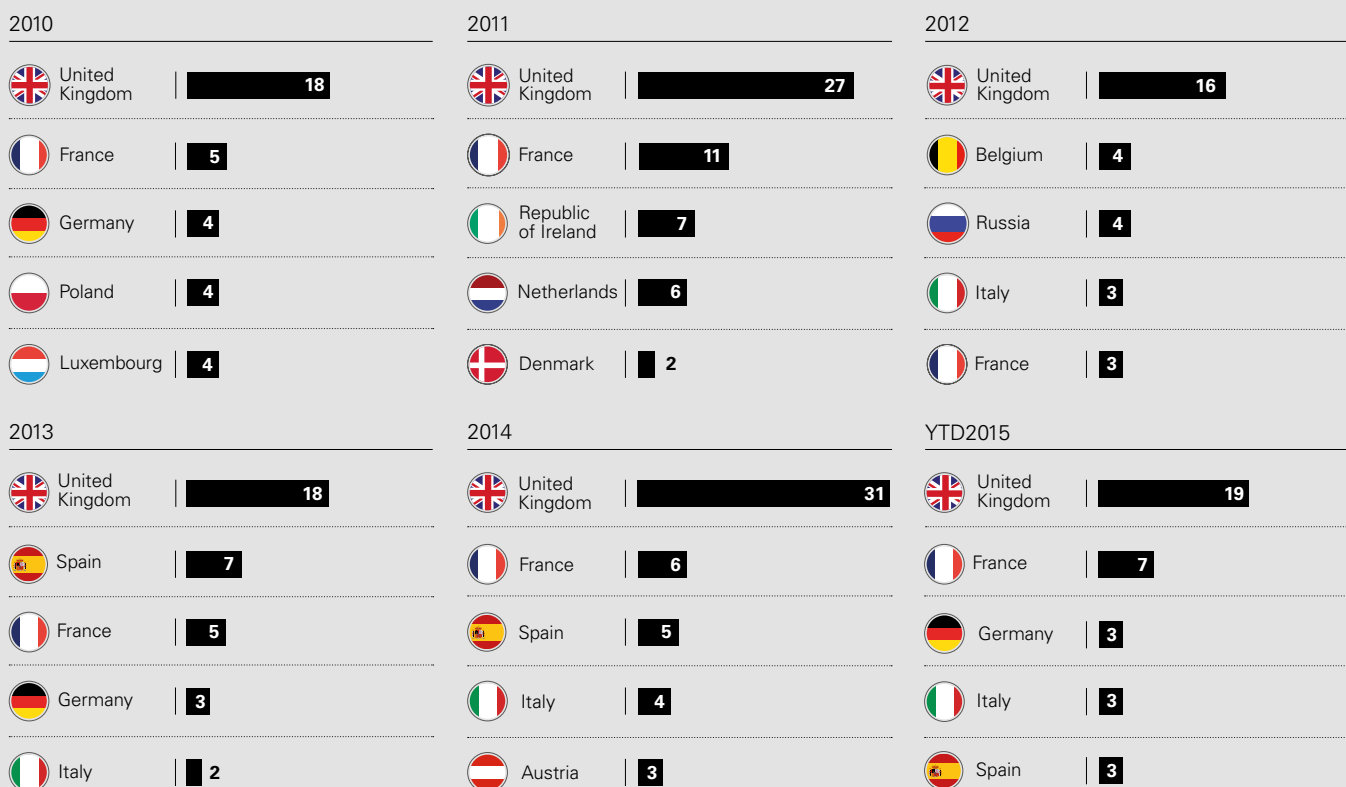 2010
United
Kingdom
18
France
5
Germany
4
Poland
4
Luxembourg
4
2011
United
Kingdom
27
France
11
Republic
of Ireland
7
Netherlands
6
Denmark
2
2012
United
Kingdom
16
Belgium
4
Russia
4
Italy
3
France
3
2013
United
Kingdom
18
Spain
7
France
5
Germany
3
Italy
2
2014
United
Kingdom
31
France
6
Spain
5
Italy
4
Austria
3
YTD2015
United
Kingdom
19
France
7
Germany
3
Italy
3
Spain
3